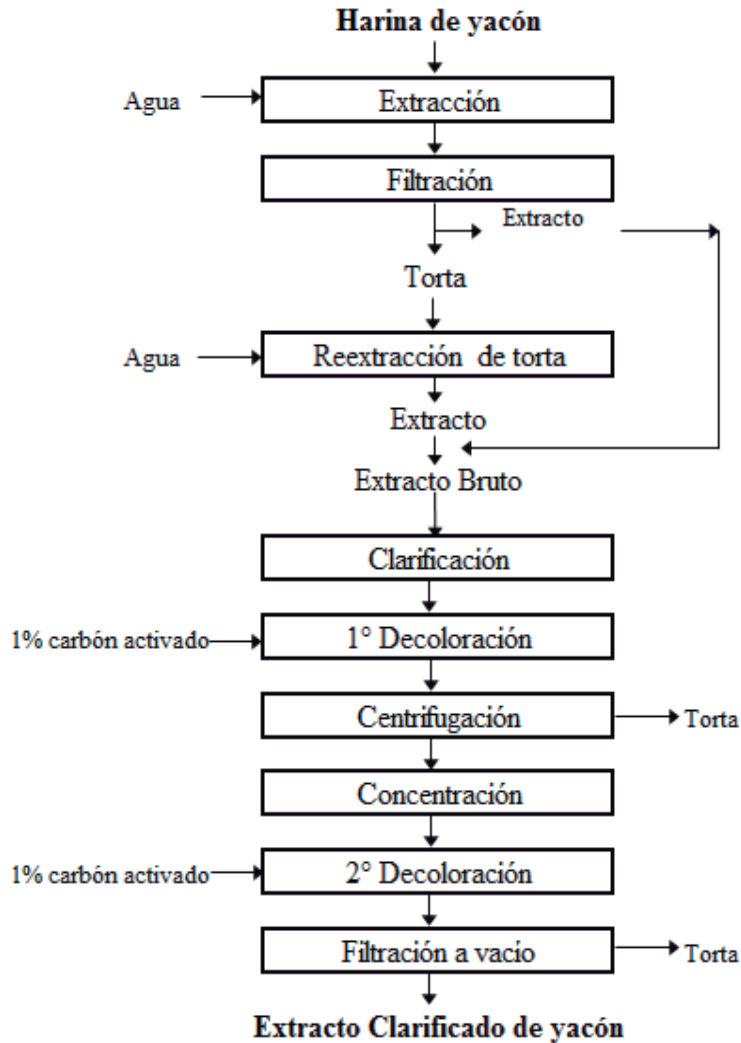 Harina de yacón
Agua
Extracción
Filtración
Extracto
Torta
Agua
Reextracción de torta
Extracto
Extracto Bruto
Clarificación
1% carbón activado
1° Decoloración
Centrifugación
Torta
Concentración
1% carbón activado
2° Decoloración
Filtración a vacío
Torta
Extracto Clarificado de yacón